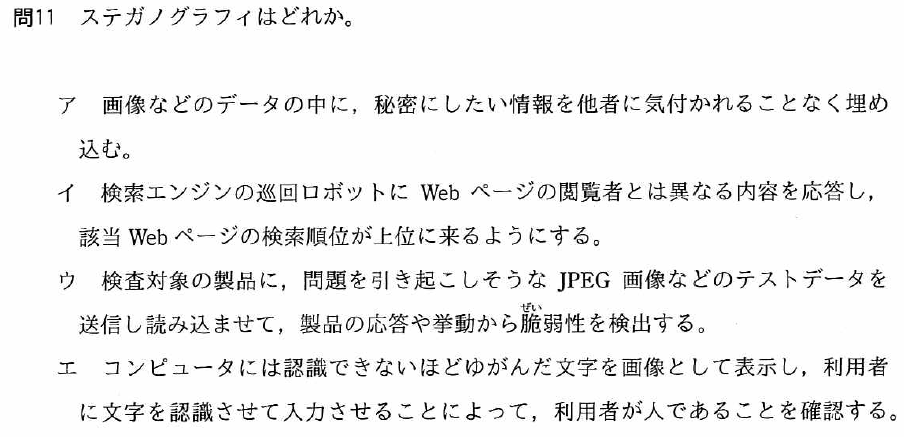 問11 ステガノグラフィはどれか。
ア 画像などのデータの中に，秘密にしたい情報を他者に気付かれることなく埋め
込む。
イ 検索エンジンの巡回ロボットに Web ページの閲覧者とは異なる内容を応答し，
該当 Web ページの検索順位が上位に来るようにする。
ウ 検査対象の製品に，問題を引き起こしそうな JPEG 画像などのテストデータを
送信し読み込ませて，製品の応答や挙動から脆弱性を検出する。
エ コンピュータには認識できないほどゆがんだ文字を画像として表示し，利用者
に文字を認識させて入力させることによって，利用者が人であることを確認する。